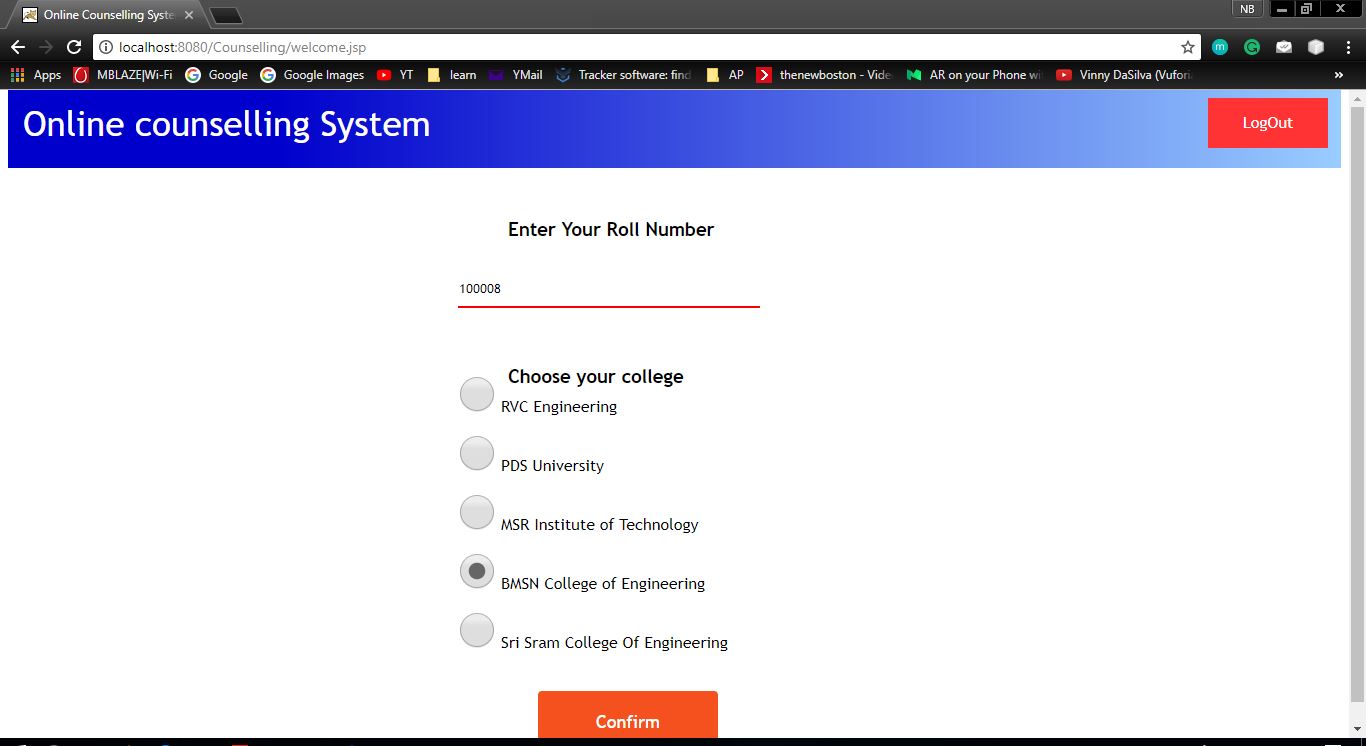 Online Counselling Syste
NB
localhost:8080/Counselling/welcome.jsp
Apps MBLAZE|Wi-Fi Google Google Images YT learn YMail Tracker software: find AP thenewboston - Vide AR on your Phone wi Vinny DaSilva (Vufori »
Online counselling System
LogOut
Enter Your Roll Number
100008
Choose your college
RVC Engineering
PDS University
MSR Institute of Technology
BMSN College of Engineering
Sri Sram College Of Engineering
Confirm